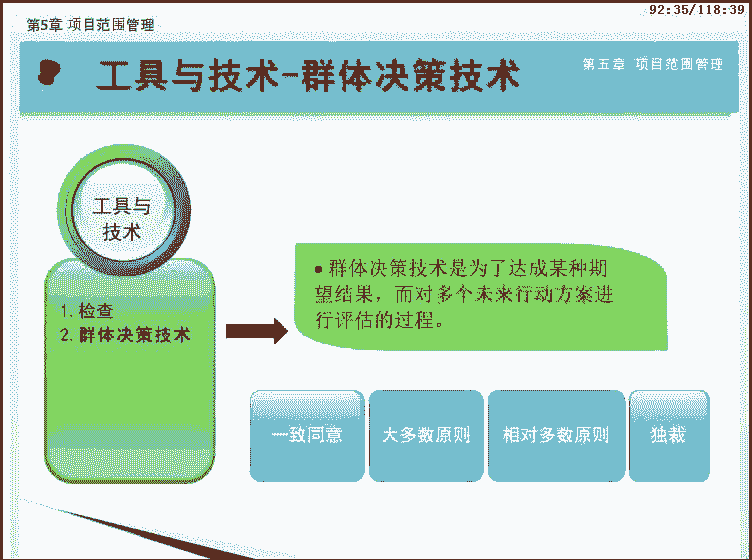 92:35/118:39
第5章 项目范围管理
工具与技术-群体决策技术
第五章 项目范围管理
工具与
技术
1. 检查
2. 群体决策技术
●群体决策技术是为了达成某种期
望结果，而对多个未来行动方案进
行评估的过程。
一致同意
大多数原则
相对多数原则
独裁